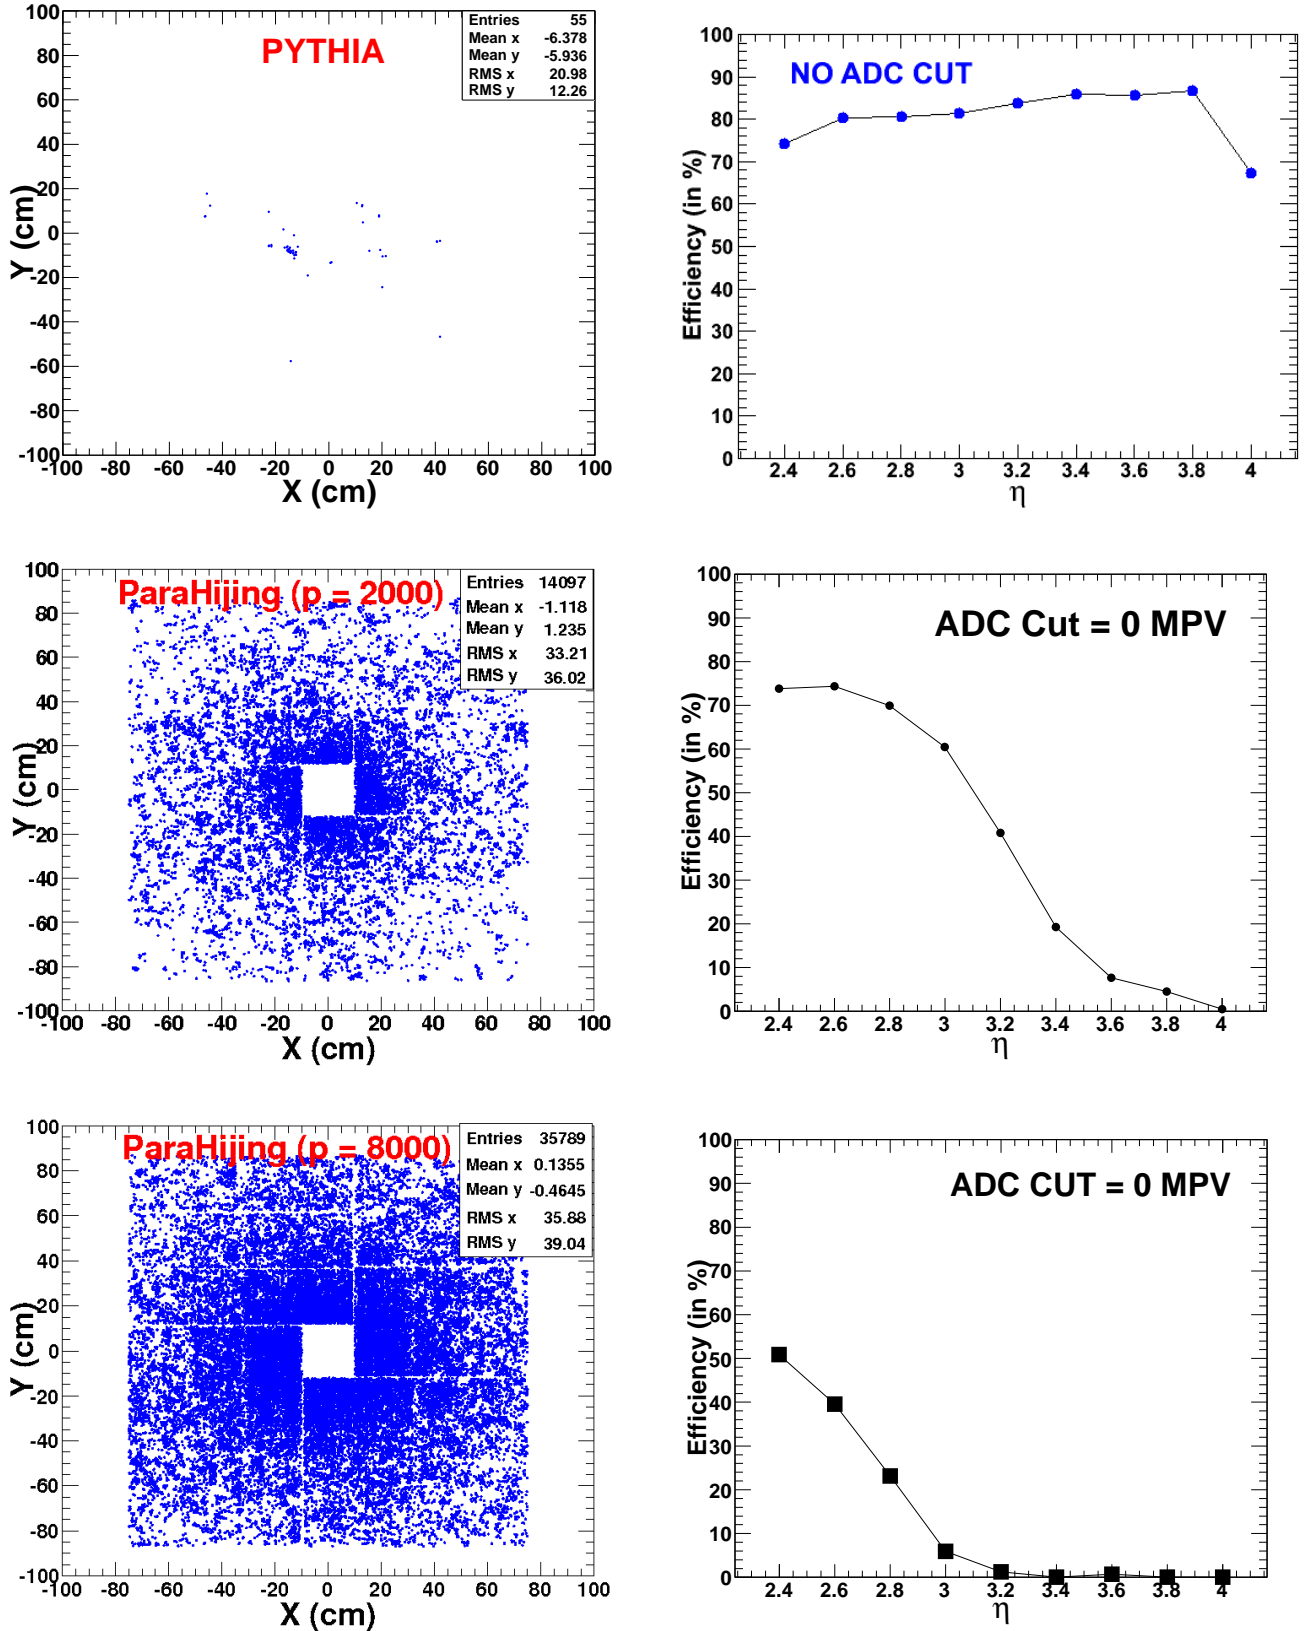 PYTHIA
Entries 55
Mean x -6.378
Mean y -5.936
RMS x 20.98
RMS y 12.26
100
80
60
40
20
0
-20
-40
-60
-80
-100
Y (cm)
-100 -80 -60 -40 -20 0 20 40 60 80 100
X (cm)
NO ADC CUT
100
90
80
70
60
50
40
30
20
10
0
Efficiency (in %)
2.4 2.6 2.8 3 3.2 3.4 3.6 3.8 4
η
ParaHijing (p = 2000)
Entries 14097
Mean x -1.118
Mean y 1.235
RMS x 33.21
RMS y 36.02
100
80
60
40
20
0
-20
-40
-60
-80
-100
Y (cm)
-100 -80 -60 -40 -20 0 20 40 60 80 100
X (cm)
ADC Cut = 0 MPV
100
90
80
70
60
50
40
30
20
10
0
Efficiency (in %)
2.4 2.6 2.8 3 3.2 3.4 3.6 3.8 4
η
ParaHijing (p = 8000)
Entries 35789
Mean x 0.1355
Mean y -0.4645
RMS x 35.88
RMS y 39.04
100
80
60
40
20
0
-20
-40
-60
-80
-100
Y (cm)
-100 -80 -60 -40 -20 0 20 40 60 80 100
X (cm)
ADC CUT = 0 MPV
100
90
80
70
60
50
40
30
20
10
0
Efficiency (in %)
2.4 2.6 2.8 3 3.2 3.4 3.6 3.8 4
η